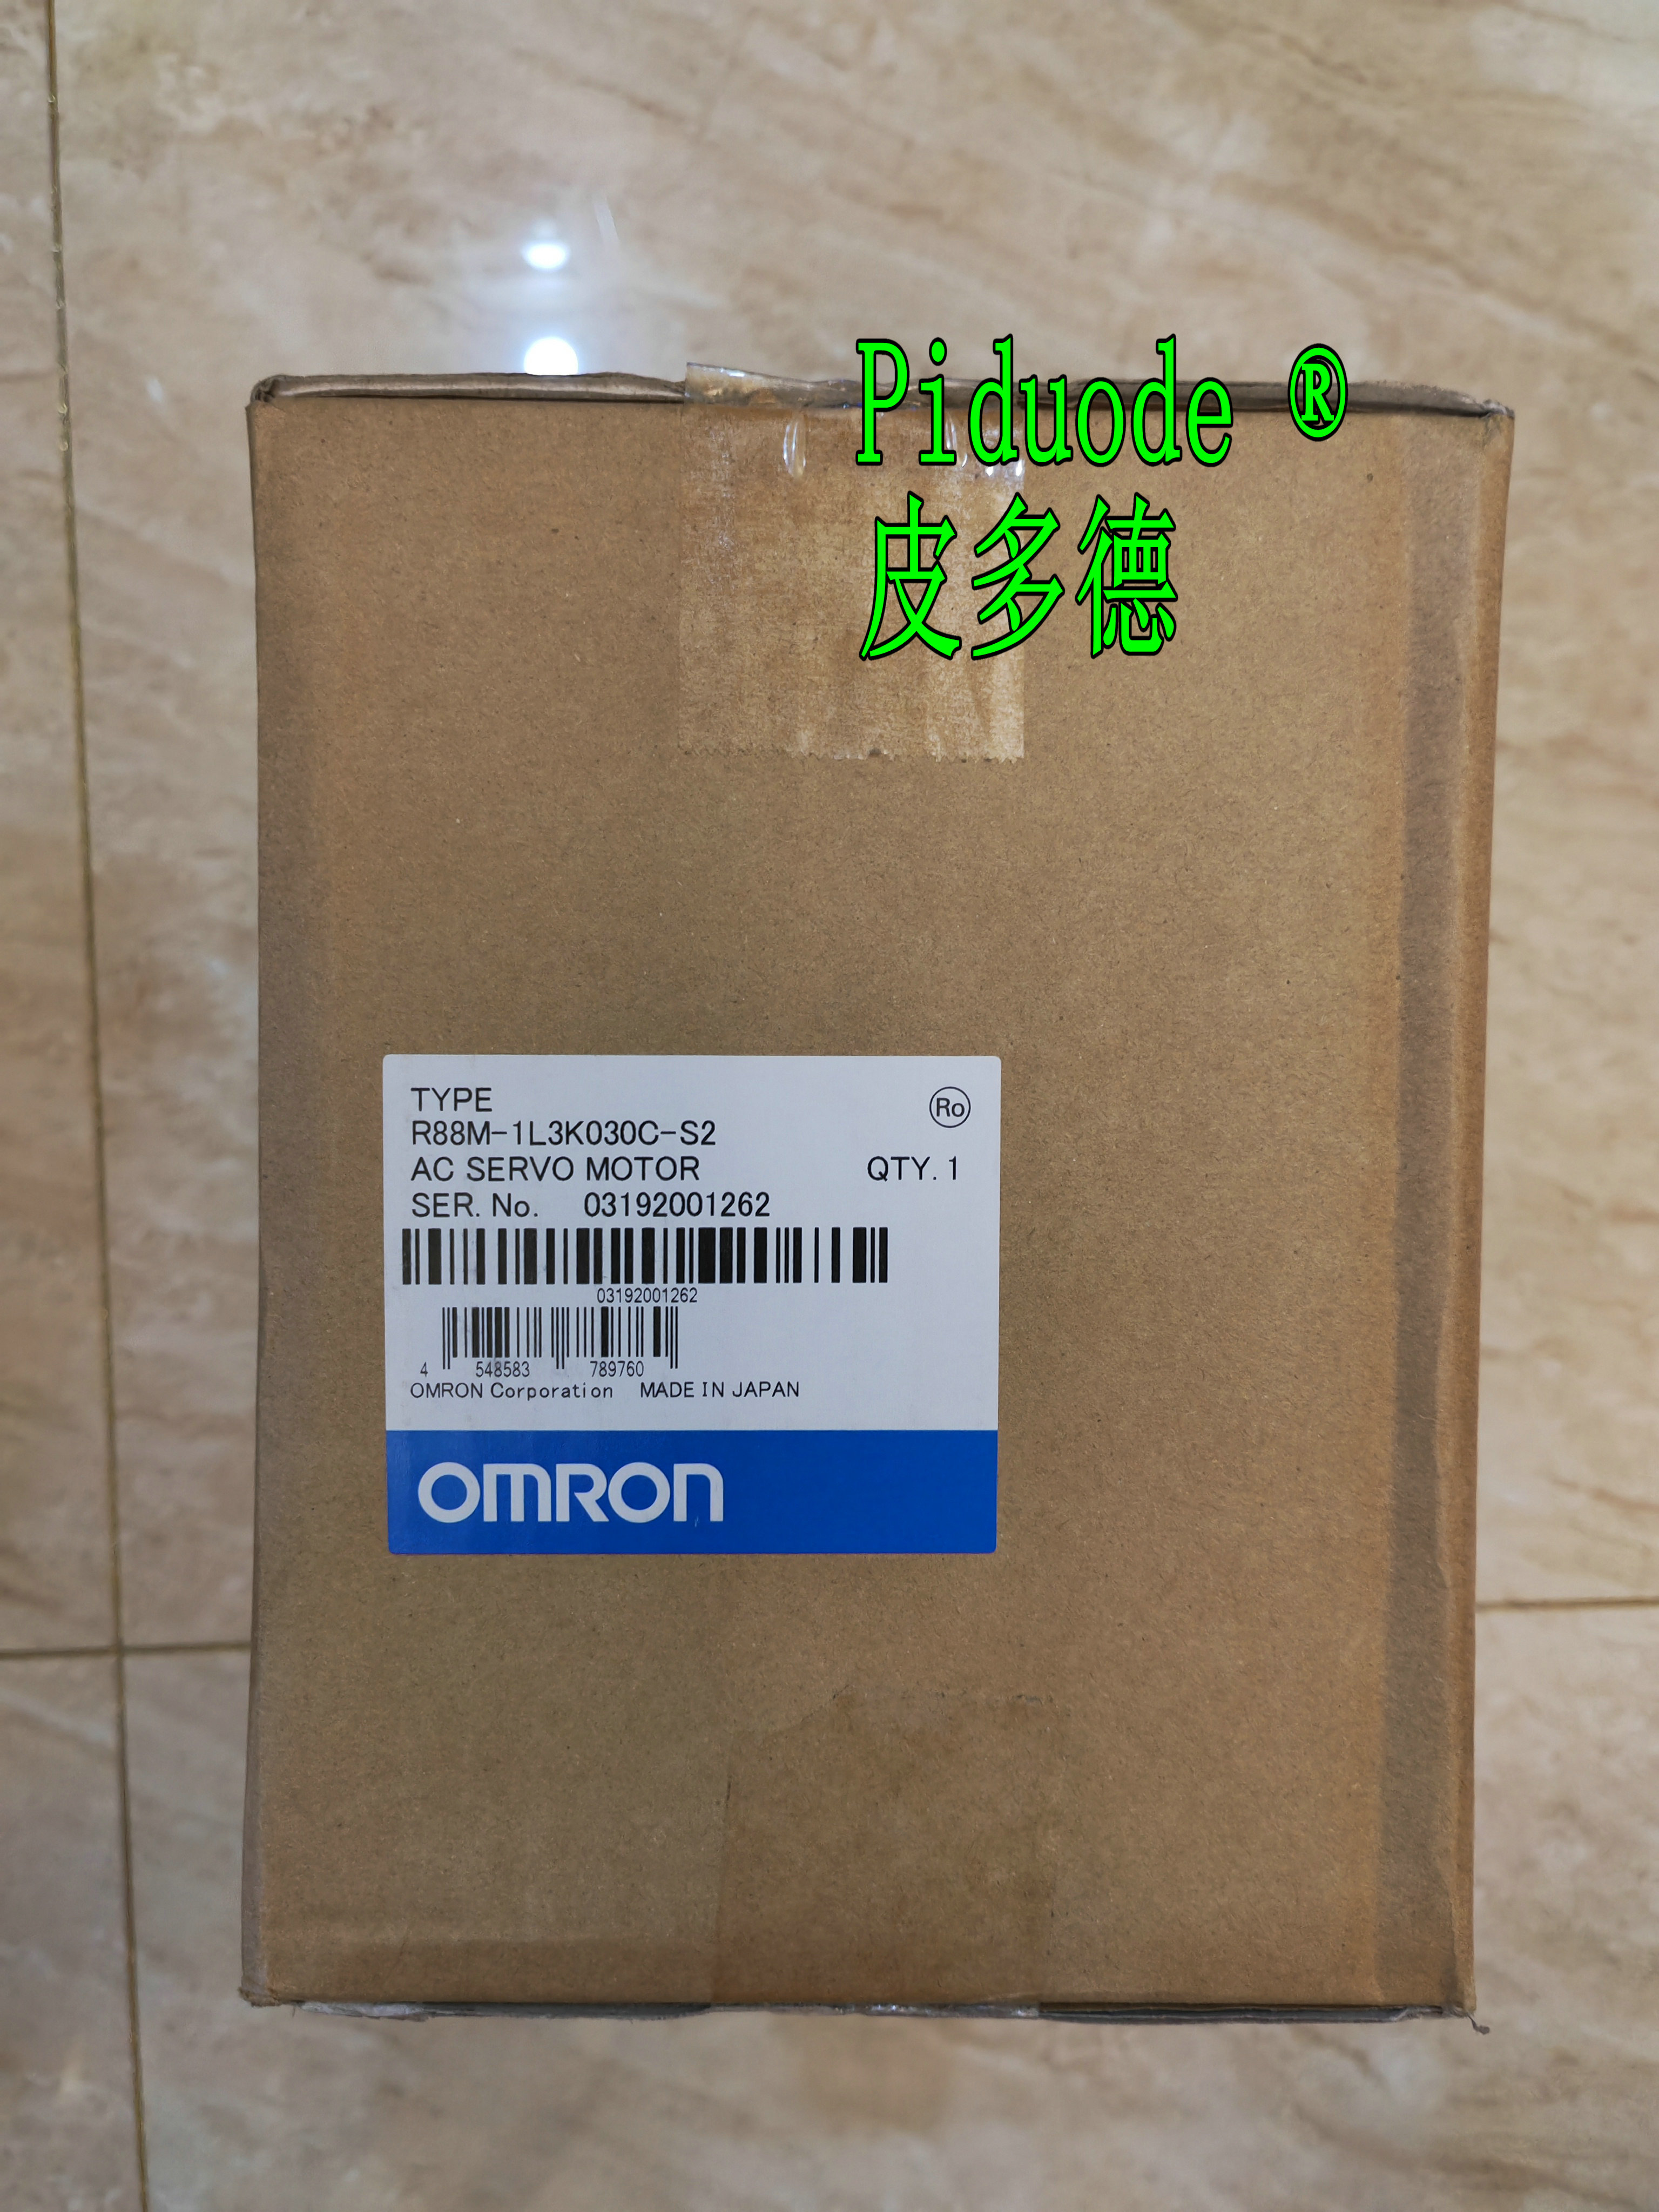 Piduode ®
皮多德
TYPE
Ro
R88M-1L3K030C-S2
AC SERVO MOTOR QTY. 1
SER. No. 03192001262
03192001262
4 548583 789760
OMRON Corporation MADE IN JAPAN
OMRON